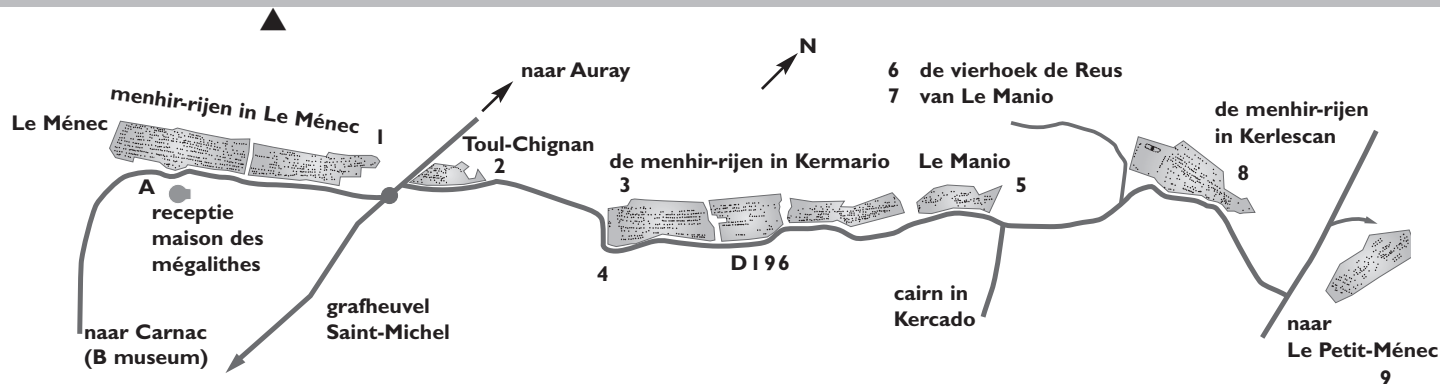 N
naar Auray
6 de vierhoek de Reus
7 van Le Manio
de menhir-rijen
in Kerlescan
8
menhir-rijen in Le Ménec
Le Ménec
1
Toul-Chignan
2
de menhir-rijen in Kermario
3
Le Manio
5
A
receptie
maison des
mégalithes
4
D196
grafheuvel
Saint-Michel
cairn in
Kercado
naar Carnac
(B museum)
naar
Le Petit-Ménec
9